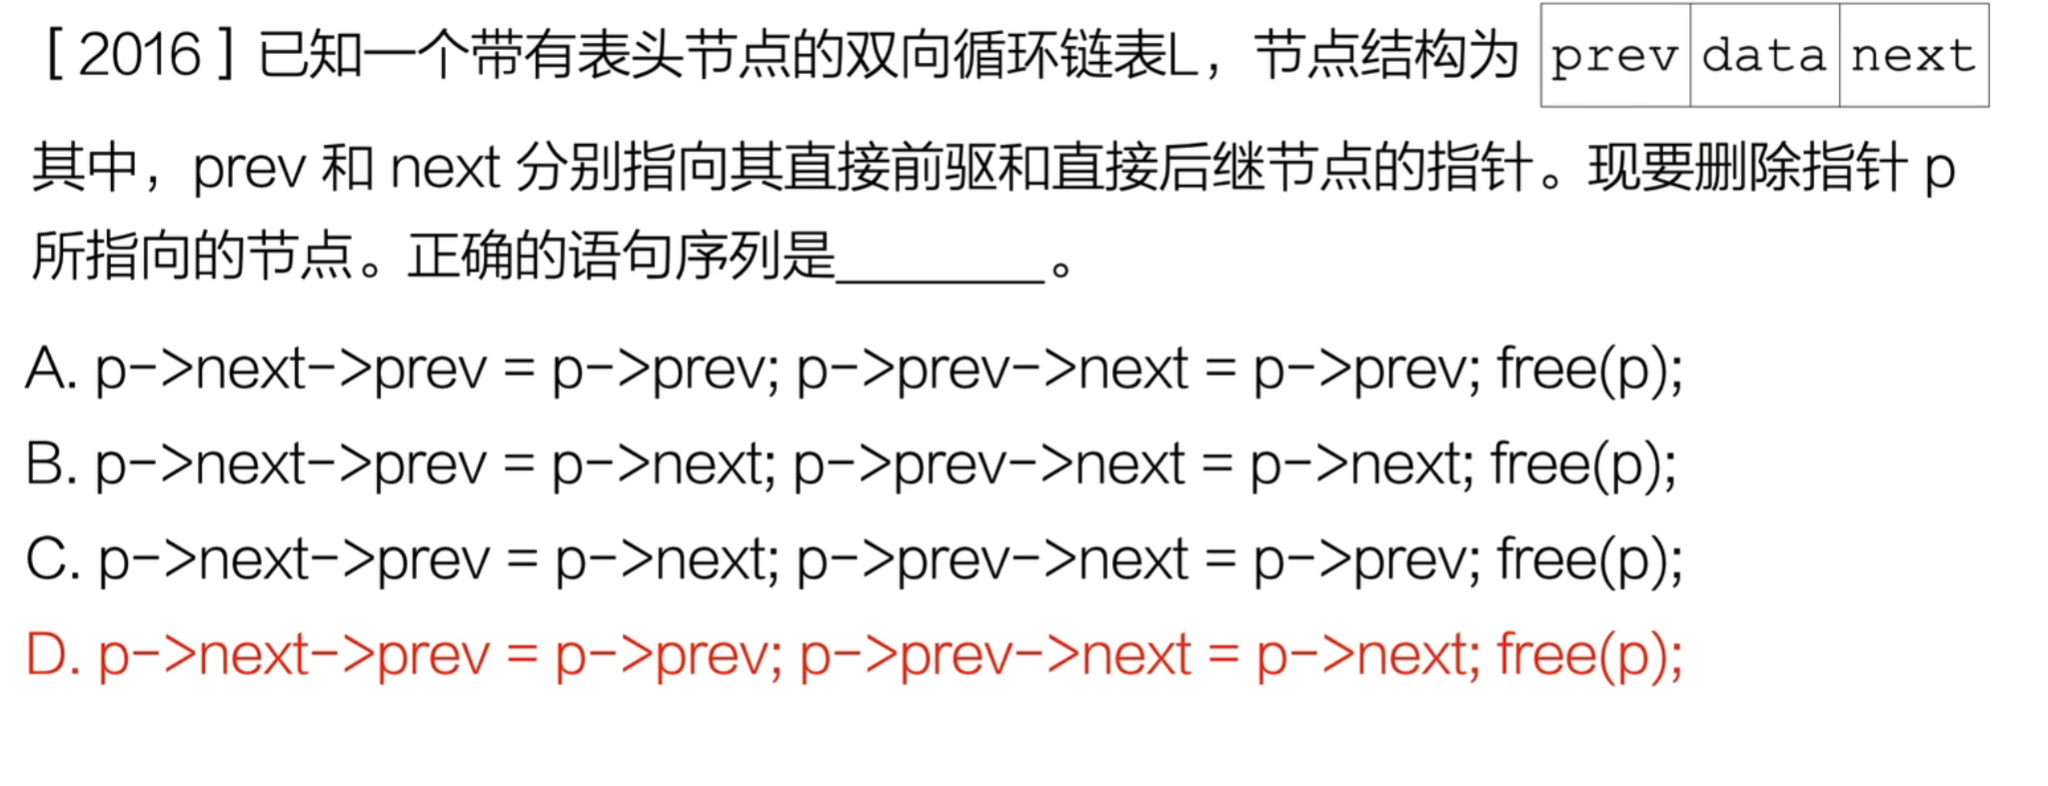 [ 2016 ] 已知一个带有表头节点的双向循环链表L，节点结构为 prev data next
其中，prev 和 next 分别指向其直接前驱和直接后继节点的指针。现要删除指针 p
所指向的节点。正确的语句序列是________。
A. p->next->prev = p->prev; p->prev->next = p->prev; free(p);
B. p->next->prev = p->next; p->prev->next = p->next; free(p);
C. p->next->prev = p->next; p->prev->next = p->prev; free(p);
D. p->next->prev = p->prev; p->prev->next = p->next; free(p);